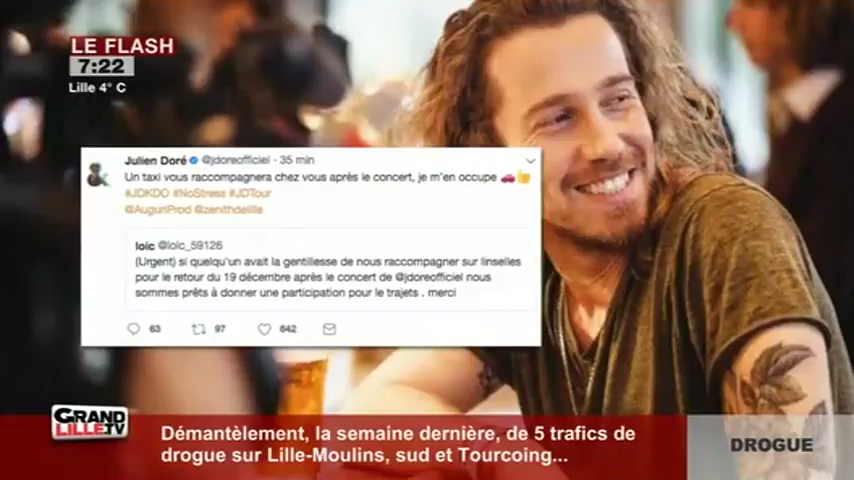 LE FLASH
7:22
Lille 4° C
Julien Doré @jdoreofficiel - 35 min
Un taxi vous raccompagnera chez vous après le concert, je m'en occupe 🚗👍
#JDKDO #NoStress #JDTour
@AuguriProd @zenithdelille
loic @loic_59126
(Urgent) si quelqu'un avait la gentillesse de nous raccompagner sur linselles
pour le retour du 19 décembre après le concert de @jdoreofficiel nous
sommes prêts à donner une participation pour le trajets . merci
63 97 642
GRAND
LILLE TV
Démantèlement, la semaine dernière, de 5 trafics de
drogue sur Lille-Moulins, sud et Tourcoing...
DROGUE